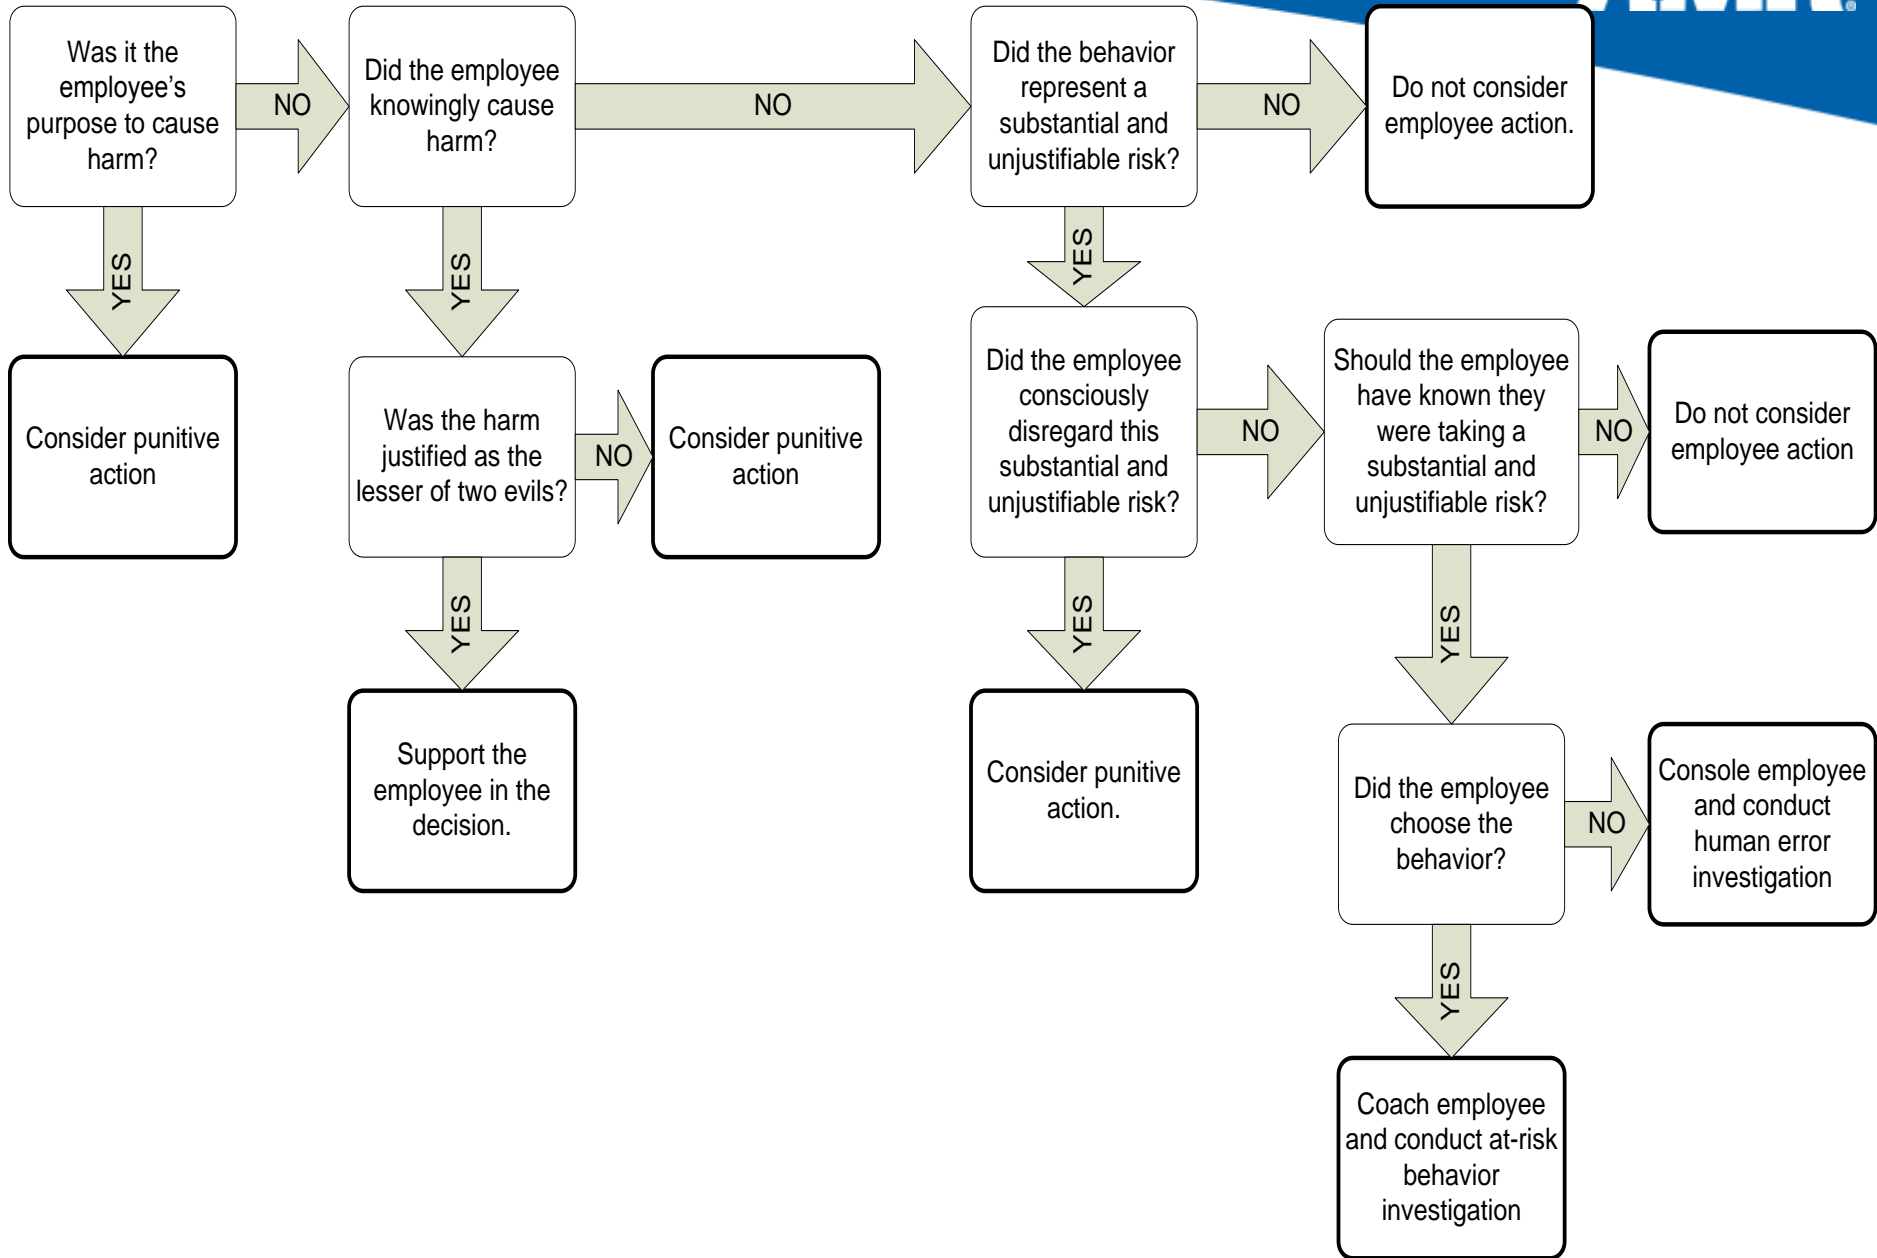 Was it the
employee's
purpose to cause
harm?
NO
Did the employee
knowingly cause
harm?
NO
Did the behavior
represent a
substantial and
unjustifiable risk?
NO
Do not consider
employee action.
YES
YES
YES
Consider punitive
action
Was the harm
justified as the
lesser of two evils?
NO
Consider punitive
action
Did the employee
consciously
disregard this
substantial and
unjustifiable risk?
NO
Should the employee
have known they
were taking a
substantial and
unjustifiable risk?
NO
Do not consider
employee action
YES
YES
YES
Support the
employee in the
decision.
Consider punitive
action.
Did the employee
choose the
behavior?
NO
Console employee
and conduct
human error
investigation
YES
Coach employee
and conduct at-risk
behavior
investigation